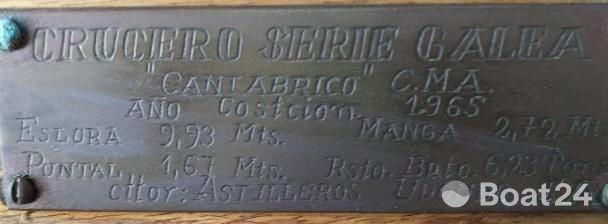 CRUCERO SERIE GALEA
"CANTABRICO" C.M.A.
AÑO Costcion 1965
ESLORA 9,93 Mts. MANGA 2,72 Mt
PUNTAL 1,67 Mts. Rsto. Bruto. 6,23 Tons
cttor: ASTILLEROS
Boat24